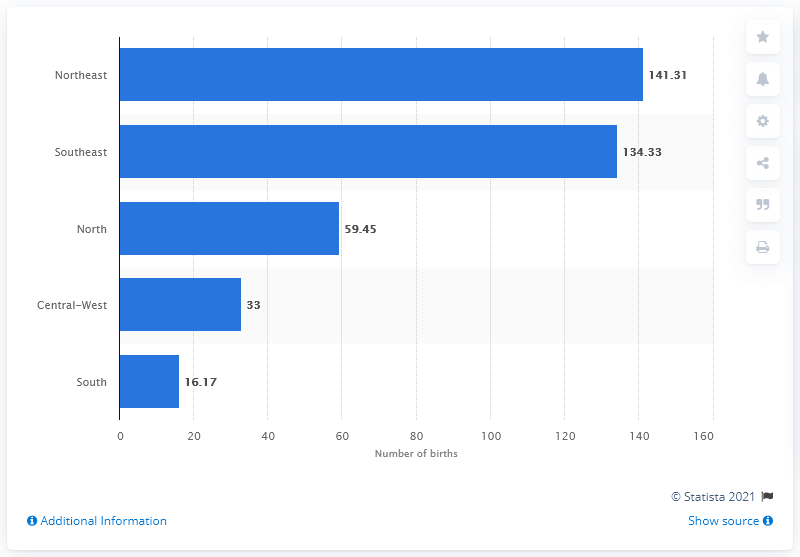 Northeast 141.31
Southeast 134.33
North 59.45
Central-West 33
South 16.17
0 20 40 60 80 100 120 140 160
Number of births
© Statista 2021
Additional Information Show source